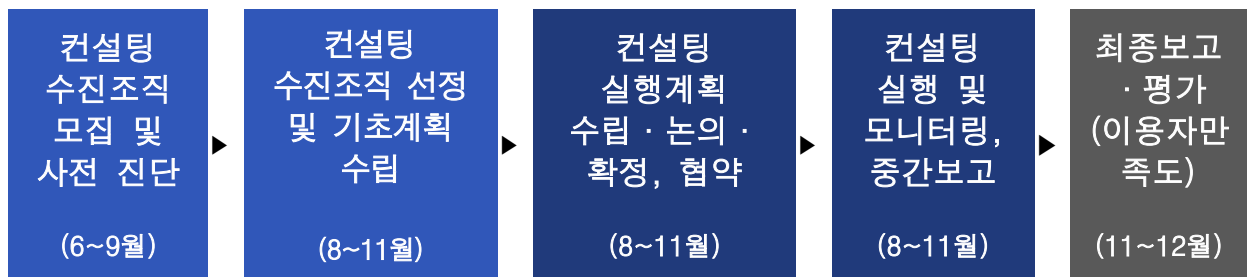 컨설팅
수진조직
모집 및
사전 진단
(6~9월)
컨설팅
수진조직 선정
및 기초계획
수립
(8~11월)
컨설팅
실행계획
수립·논의·
확정, 협약
(8~11월)
컨설팅
실행 및
모니터링,
중간보고
(8~11월)
최종보고
·평가
(이용자만
족도)
(11~12월)